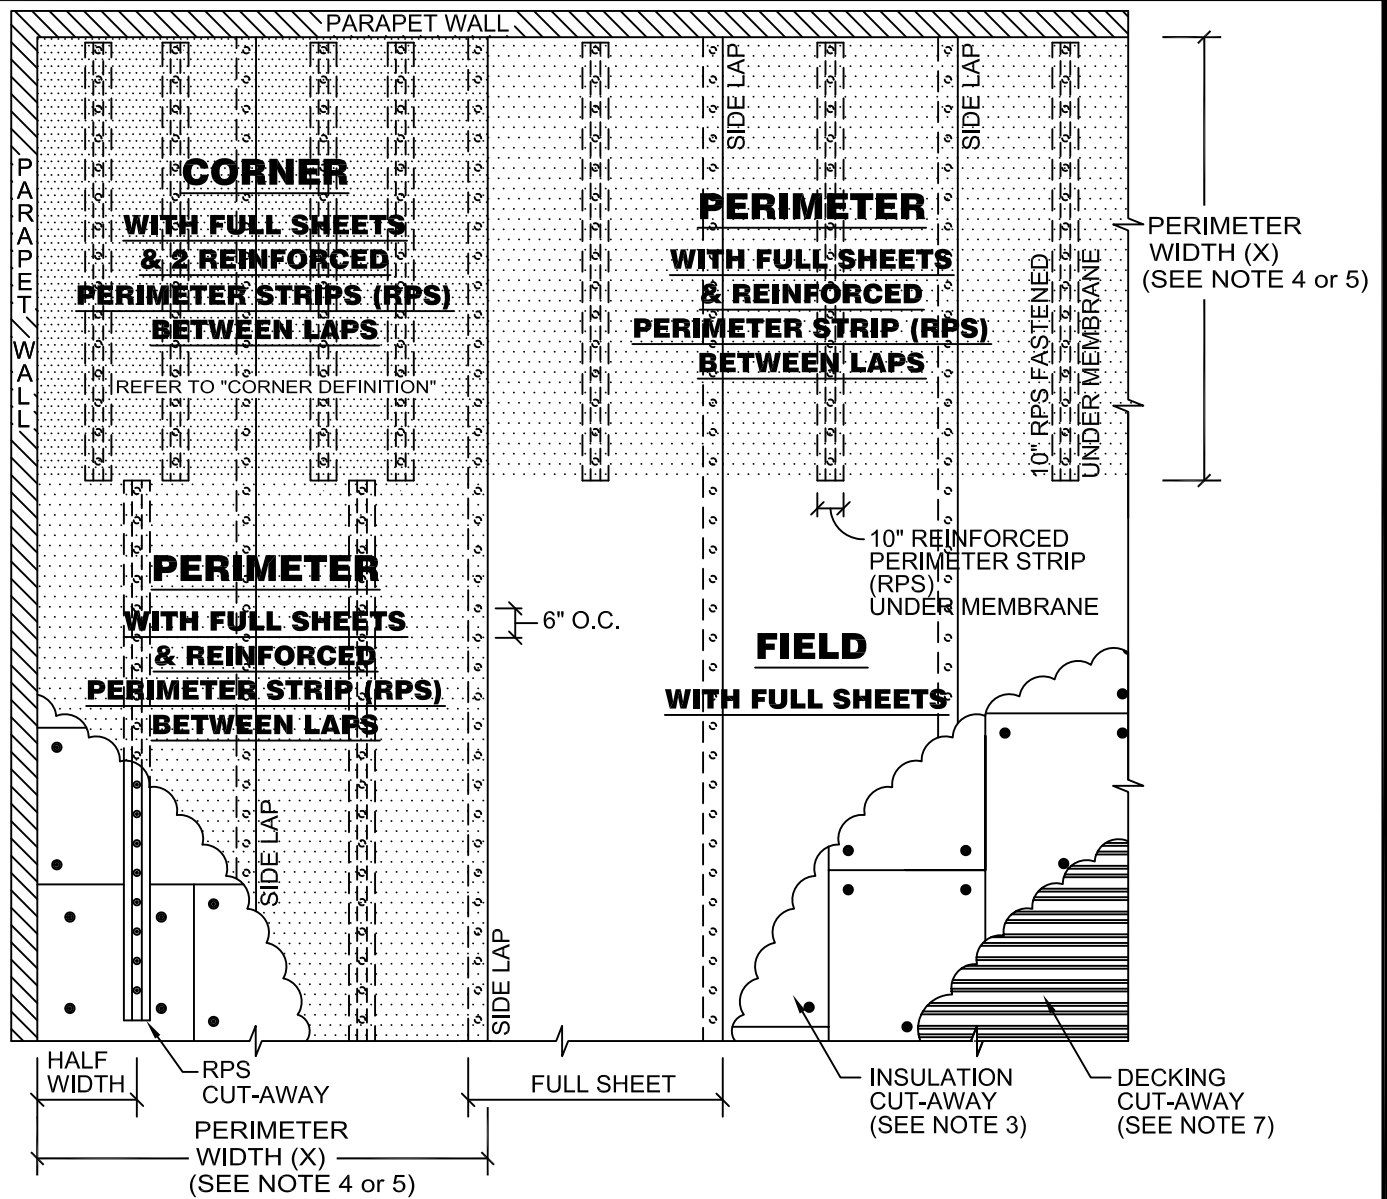 PARAPET WALL
PARAPET WALL
SIDE LAP
SIDE LAP
CORNER
WITH FULL SHEETS
& 2 REINFORCED
PERIMETER STRIPS (RPS)
BETWEEN LAPS
REFER TO "CORNER DEFINITION"
PERIMETER
WITH FULL SHEETS
& REINFORCED
PERIMETER STRIP (RPS)
BETWEEN LAPS
10" RPS FASTENED
UNDER MEMBRANE
PERIMETER
WIDTH (X)
(SEE NOTE 4 or 5)
10" REINFORCED
PERIMETER STRIP
(RPS)
UNDER MEMBRANE
PERIMETER
WITH FULL SHEETS
& REINFORCED
PERIMETER STRIP (RPS)
BETWEEN LAPS
6" O.C.
FIELD
WITH FULL SHEETS
SIDE LAP
SIDE LAP
HALF
WIDTH
RPS
CUT-AWAY
FULL SHEET
INSULATION
CUT-AWAY
(SEE NOTE 3)
DECKING
CUT-AWAY
(SEE NOTE 7)
PERIMETER
WIDTH (X)
(SEE NOTE 4 or 5)